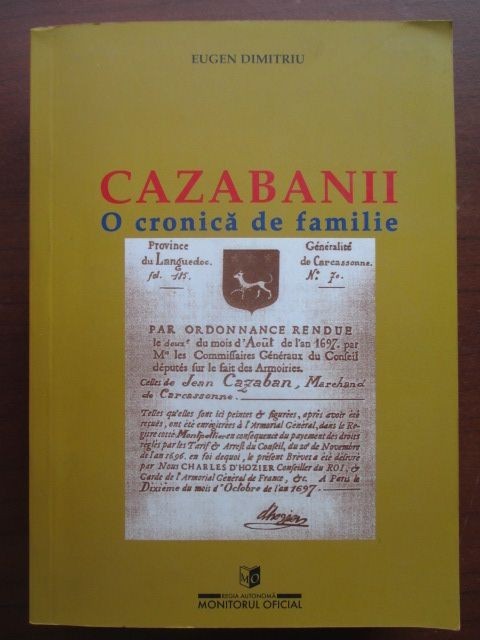 EUGEN DIMITRIU
CAZABANII
O cronică de familie
Province
du Languedoc.
fol. 115.
Généralité
de Carcassonne.
N.º 70.
PAR ORDONNANCE RENDUE
le douzᵉ du mois d'Août de l'an 1697. par
Mʳˢ les Commissaires Généraux du Conseil
députés sur le fait des Armoiries.
Celles de Jean Cazaban, Marchand
de Carcassonne.
Telles qu'elles sont ici peintes & figurées, après avoir été
reçues, ont été enregîtrées à l'Armorial Général, dans le Re-
gistre cotté Montpellier en conséquence du payement des droits
réglés par les Tarif & Arrest du Conseil, du 20ᵉ de Novembre
de l'an 1696. en foi dequoi, le présent Brevet a été délivré
par Nous CHARLES D'HOZIER Conseiller du ROI, &
Garde de l'Armorial Général de France, &c. A Paris le
Dixième du mois d'Octobre de l'an 1697.
d'hozier
MO
REGIA AUTONOMĂ
MONITORUL OFICIAL